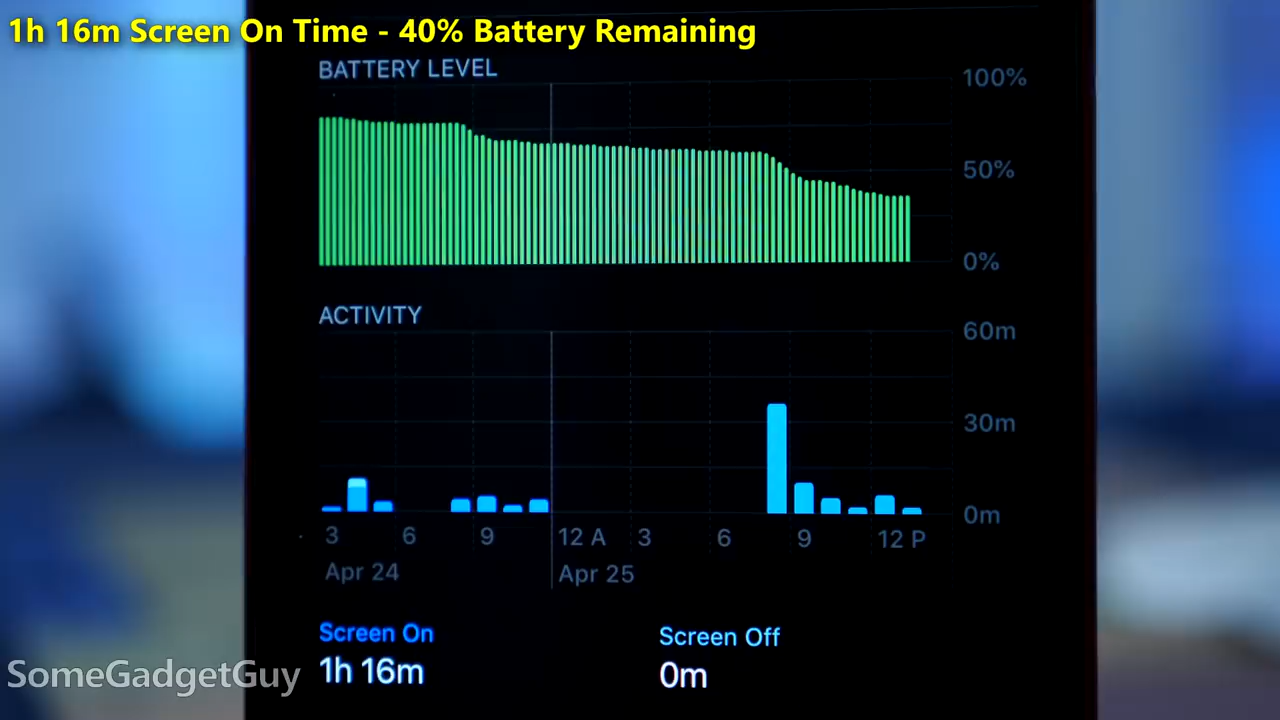 1h 16m Screen On Time - 40% Battery Remaining
BATTERY LEVEL
100%
50%
0%
ACTIVITY
60m
30m
0m
3 6 9 12 A 3 6 9 12 P
Apr 24 Apr 25
Screen On Screen Off
1h 16m 0m
SomeGadgetGuy